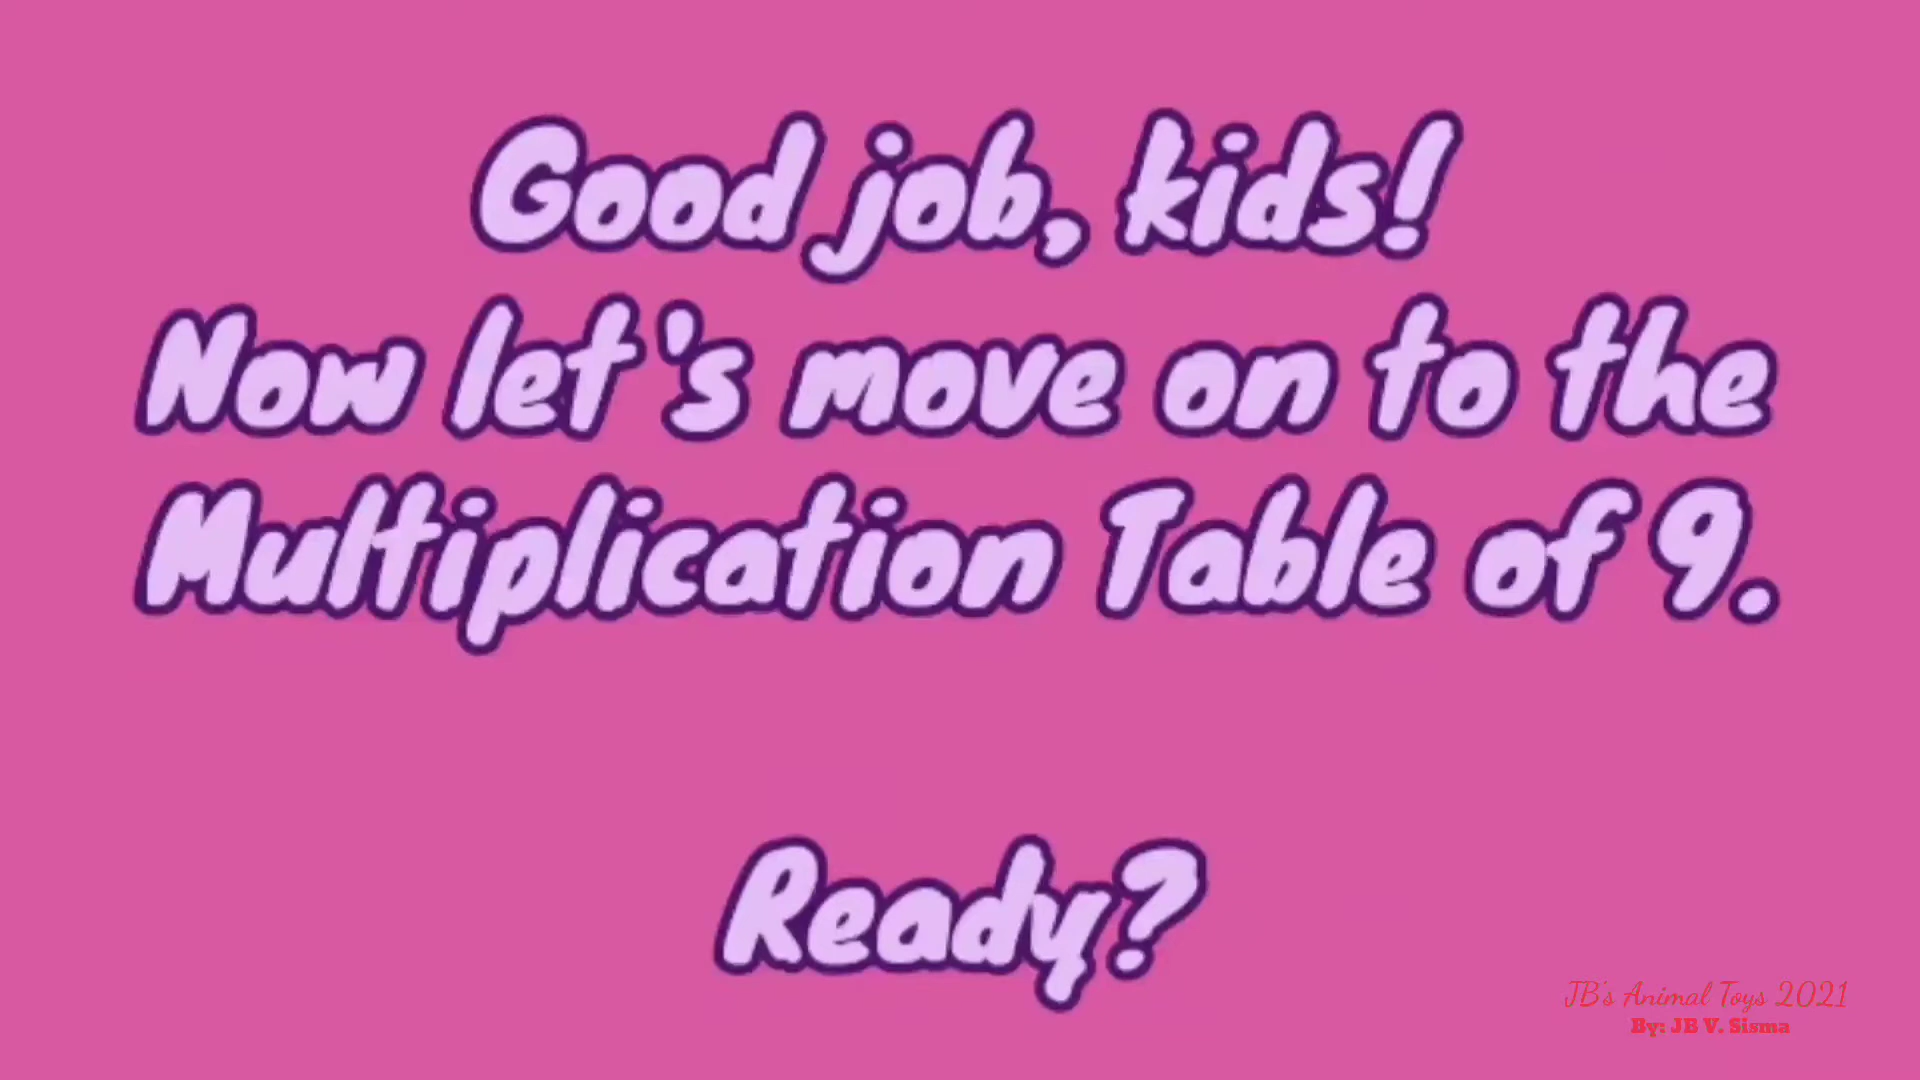 Good job, kids!
Now let's move on to the
Multiplication Table of 9.
Ready?
JB's Animal Toys 2021
By: JB V. Sisma